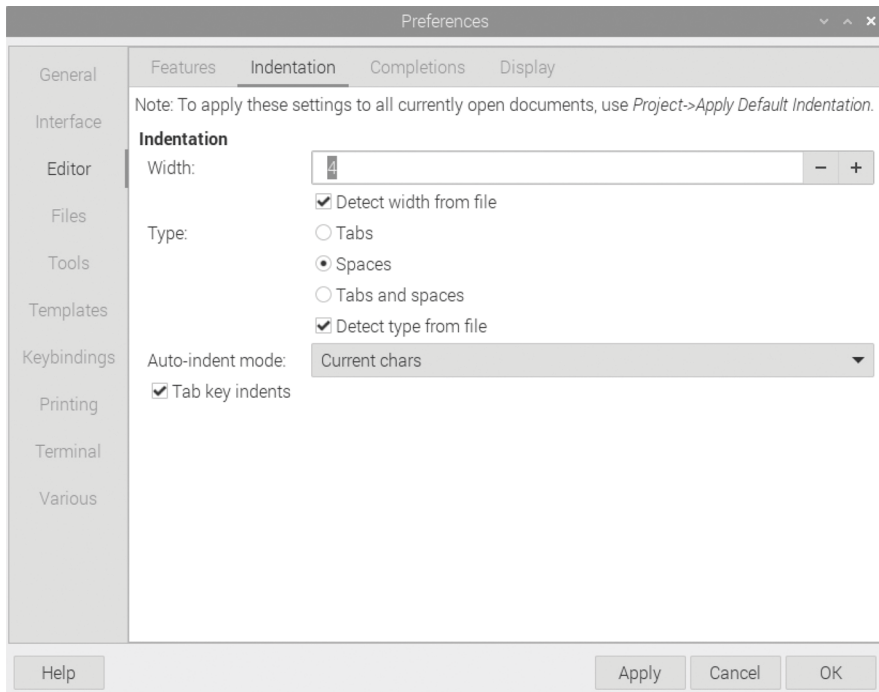 Preferences
General
Interface
Editor
Files
Tools
Templates
Keybindings
Printing
Terminal
Various
Features Indentation Completions Display
Note: To apply these settings to all currently open documents, use Project->Apply Default Indentation.
Indentation
Width: 4 − +
Detect width from file
Type: Tabs
Spaces
Tabs and spaces
Detect type from file
Auto-indent mode: Current chars
Tab key indents
Help Apply Cancel OK